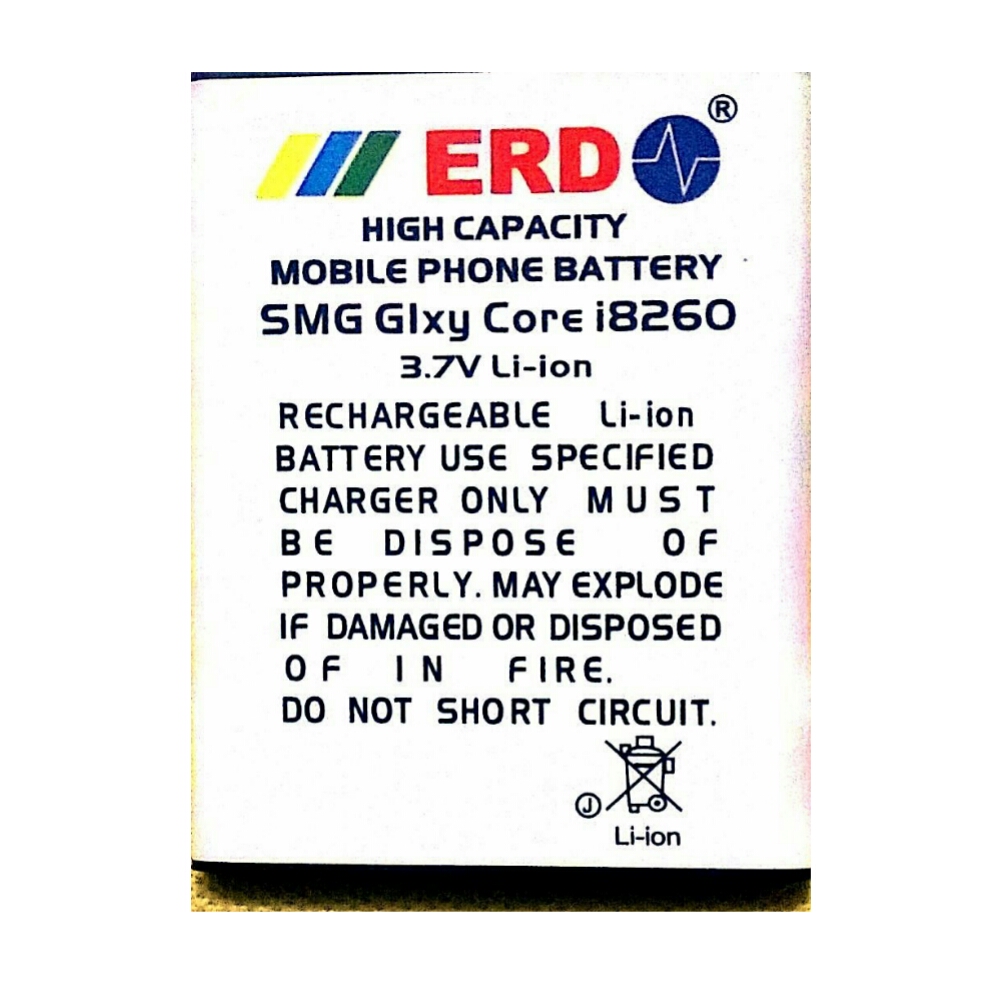 ERD ®
HIGH CAPACITY
MOBILE PHONE BATTERY
SMG Glxy Core i8260
3.7V Li-ion
RECHARGEABLE Li-ion
BATTERY USE SPECIFIED
CHARGER ONLY MUST
BE DISPOSE OF
PROPERLY. MAY EXPLODE
IF DAMAGED OR DISPOSED
OF IN FIRE.
DO NOT SHORT CIRCUIT.
J
Li-ion